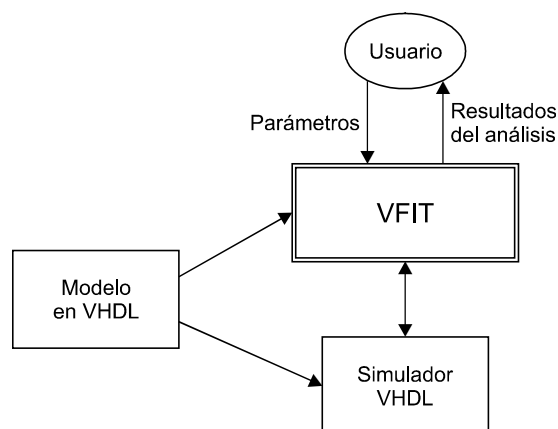 Usuario
Parámetros
Resultados
del análisis
VFIT
Modelo
en VHDL
Simulador
VHDL